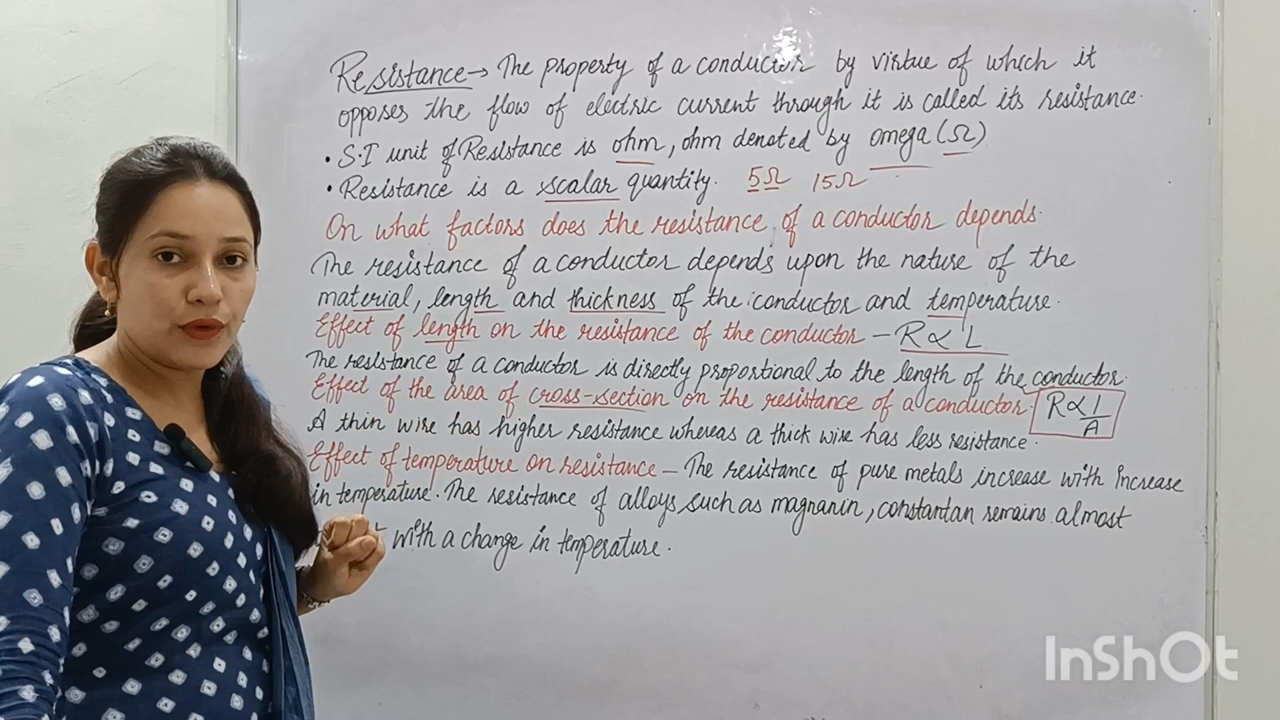 Resistance → The property of a conductor by virtue of which it
opposes the flow of electric current through it is called its resistance.
• S.I unit of Resistance is ohm, ohm denoted by omega (Ω)
• Resistance is a scalar quantity. 5Ω 15Ω
On what factors does the resistance of a conductor depends.
The resistance of a conductor depends upon the nature of the
material, length and thickness of the conductor and temperature.
Effect of length on the resistance of the conductor – R ∝ L
The resistance of a conductor is directly proportional to the length of the conductor.
Effect of the area of cross-section on the resistance of a conductor. R ∝ 1/A
A thin wire has higher resistance whereas a thick wire has less resistance.
Effect of temperature on resistance – The resistance of pure metals increase with increase
in temperature. The resistance of alloys such as magnanin, constantan remains almost
with a change in temperature.
InShOt